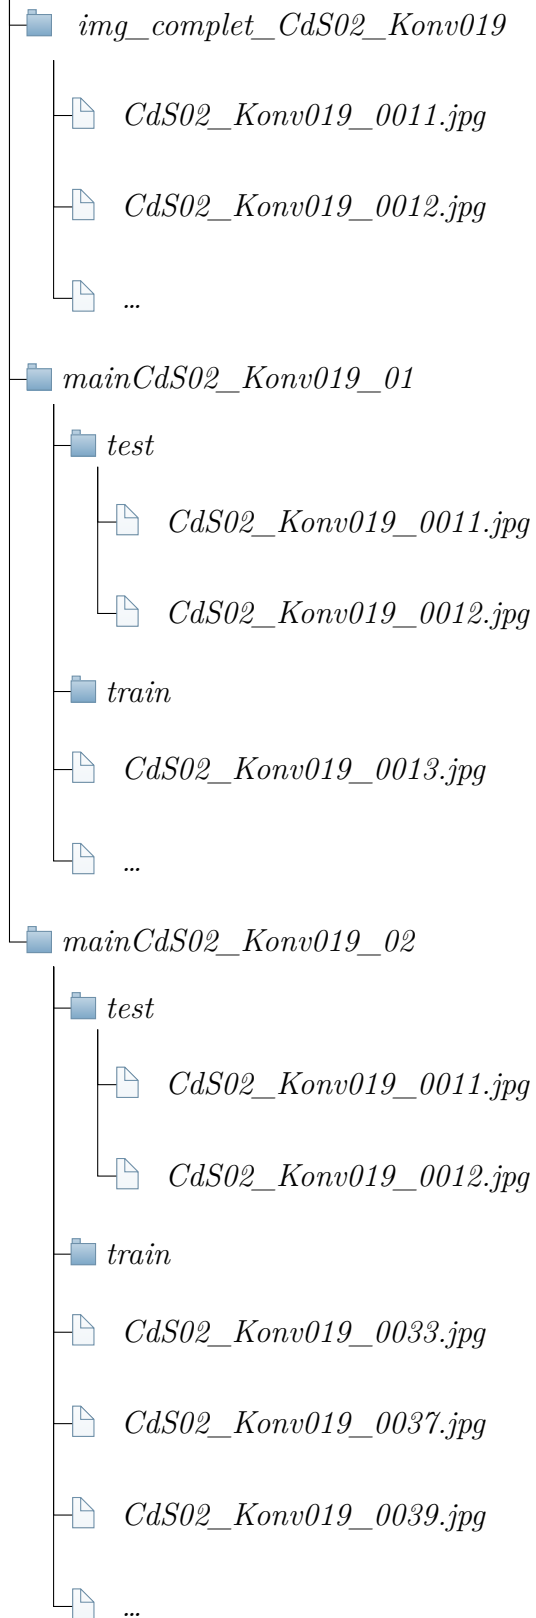 img_complet_CdS02_Konv019
CdS02_Konv019_0011.jpg
CdS02_Konv019_0012.jpg
...
mainCdS02_Konv019_01
test
CdS02_Konv019_0011.jpg
CdS02_Konv019_0012.jpg
train
CdS02_Konv019_0013.jpg
...
mainCdS02_Konv019_02
test
CdS02_Konv019_0011.jpg
CdS02_Konv019_0012.jpg
train
CdS02_Konv019_0033.jpg
CdS02_Konv019_0037.jpg
CdS02_Konv019_0039.jpg
...